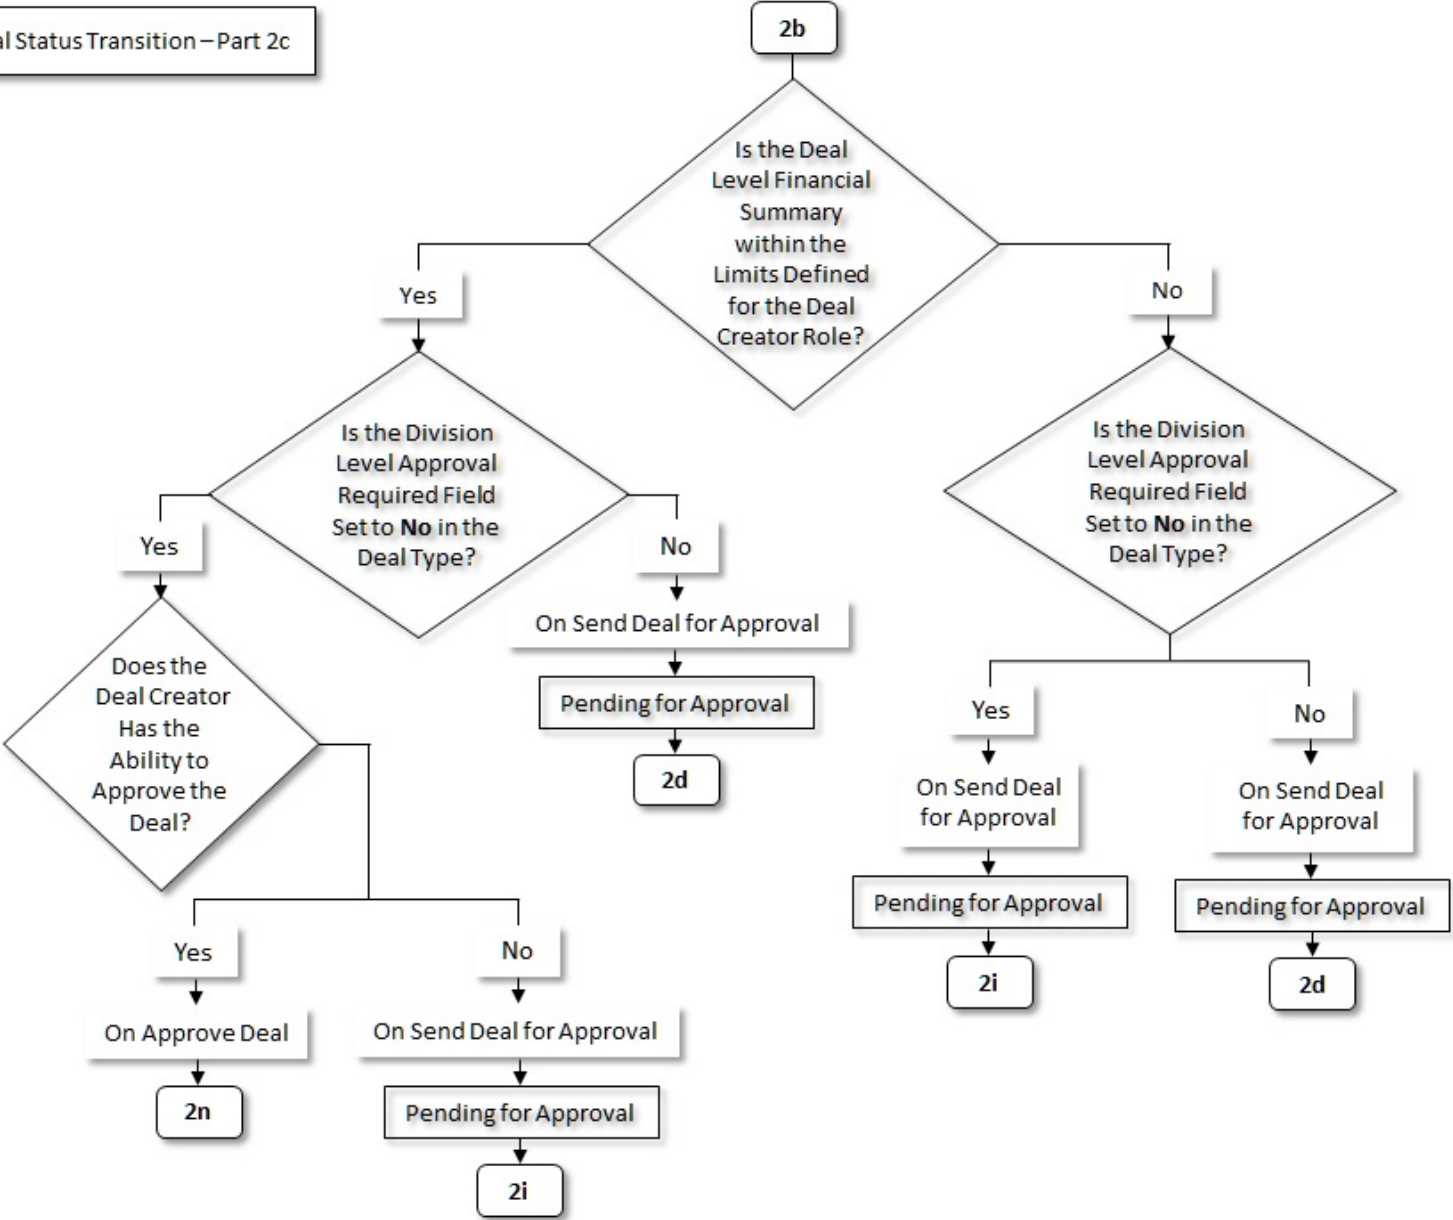 Status Transition – Part 2c
2b
Is the Deal
Level Financial
Summary
within the
Limits Defined
for the Deal
Creator Role?
Yes
No
Is the Division
Level Approval
Required Field
Set to No in the
Deal Type?
Is the Division
Level Approval
Required Field
Set to No in the
Deal Type?
Yes
No
On Send Deal for Approval
Pending for Approval
2d
Does the
Deal Creator
Has the
Ability to
Approve the
Deal?
Yes
No
On Send Deal
for Approval
On Send Deal
for Approval
Pending for Approval
Pending for Approval
2i
2d
Yes
No
On Approve Deal
On Send Deal for Approval
2n
Pending for Approval
2i